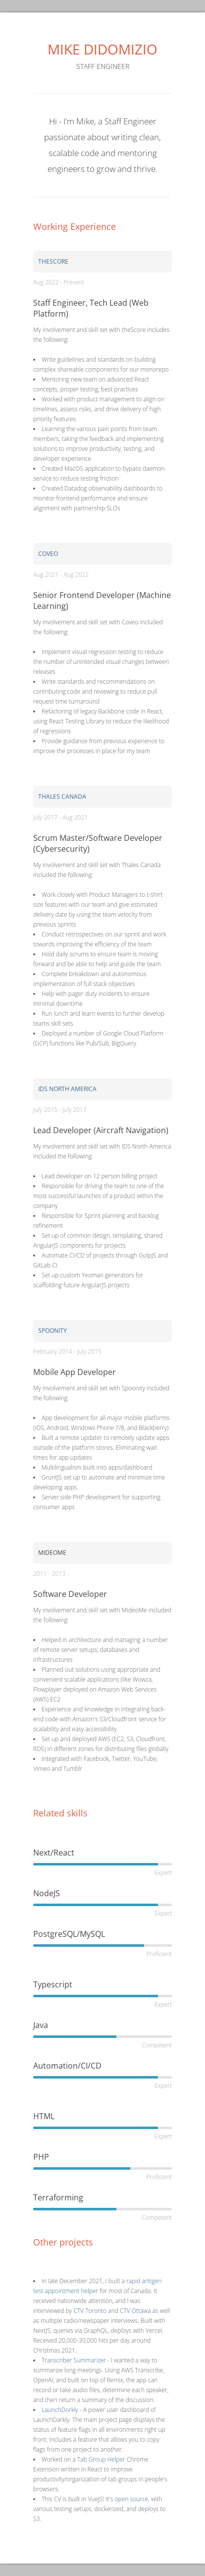 MIKE DIDOMIZIO
STAFF ENGINEER
Hi - I'm Mike, a Staff Engineer
passionate about writing clean,
scalable code and mentoring
engineers to grow and thrive.
Working Experience
THESCORE
Aug 2022 - Present
Staff Engineer, Tech Lead (Web
Platform)
My involvement and skill set with theScore includes
the following:
• Write guidelines and standards on building
complex shareable components for our monorepo
• Mentoring new team on advanced React
concepts, proper testing, best practices
• Worked with product management to align on
timelines, assess risks, and drive delivery of high
priority features
• Learning the various pain points from team
members, taking the feedback and implementing
solutions to improve productivity, testing, and
developer experience
• Created MacOS application to bypass daemon
service to reduce testing friction
• Created Datadog observability dashboards to
monitor frontend performance and ensure
alignment with partnership SLOs
COVEO
Aug 2021 - Aug 2022
Senior Frontend Developer (Machine
Learning)
My involvement and skill set with Coveo included
the following:
• Implement visual regression testing to reduce
the number of unintended visual changes between
releases
• Write standards and recommendations on
contributing code and reviewing to reduce pull
request time turnaround
• Refactoring of legacy Backbone code in React,
using React Testing Library to reduce the likelihood
of regressions
• Provide guidance from previous experience to
improve the processes in place for my team
THALES CANADA
July 2017 - Aug 2021
Scrum Master/Software Developer
(Cybersecurity)
My involvement and skill set with Thales Canada
included the following:
• Work closely with Product Managers to t-shirt
size features with our team and give estimated
delivery date by using the team velocity from
previous sprints
• Conduct retrospectives on our sprint and work
towards improving the efficiency of the team
• Hold daily scrums to ensure team is moving
forward and be able to help and guide the team
• Complete breakdown and autonomous
implementation of full stack objectives
• Help with pager duty incidents to ensure
minimal downtime
• Run lunch and learn events to further develop
teams skill sets
• Deployed a number of Google Cloud Platform
(GCP) functions like Pub/Sub, BigQuery
IDS NORTH AMERICA
July 2015 - July 2017
Lead Developer (Aircraft Navigation)
My involvement and skill set with IDS North America
included the following:
• Lead developer on 12 person billing project
• Responsible for driving the team to one of the
most successful launches of a product within the
company
• Responsible for Sprint planning and backlog
refinement
• Set up of common design, templating, shared
AngularJS components for projects
• Automate CI/CD of projects through GulpJS and
GitLab CI
• Set up custom Yeoman generators for
scaffolding future AngularJS projects
SPOONITY
February 2014 - July 2015
Mobile App Developer
My involvement and skill set with Spoonity included
the following:
• App development for all major mobile platforms
(iOS, Android, Windows Phone 7/8, and Blackberry)
• Built a remote updater to remotely update apps
outside of the platform stores. Eliminating wait
times for app updates
• Multilingualism built into apps/dashboard
• GruntJS set up to automate and minimize time
developing apps
• Server side PHP development for supporting
consumer apps
MIDEOME
2011 - 2013
Software Developer
My involvement and skill set with MideoMe included
the following:
• Helped in architecture and managing a number
of remote server setups, databases and
infrastructures
• Planned out solutions using appropriate and
convenient scalable applications (like Wowza,
Flowplayer deployed on Amazon Web Services
(AWS) EC2
• Experience and knowledge in integrating back-
end code with Amazon's S3/Cloudfront service for
scalability and easy accessibility
• Set up and deployed AWS (EC2, S3, Cloudfront,
RDS) in different zones for distributing files globally
• Integrated with Facebook, Twitter, YouTube,
Vimeo and Tumblr
Related skills
Next/React
Expert
NodeJS
Expert
PostgreSQL/MySQL
Proficient
Typescript
Expert
Java
Competent
Automation/CI/CD
Expert
HTML
Expert
PHP
Proficient
Terraforming
Competent
Other projects
• In late December 2021, I built a rapid antigen
test appointment helper for most of Canada. It
received nationwide attention, and I was
interviewed by CTV Toronto and CTV Ottawa as well
as multiple radio/newspaper interviews. Built with
NextJS, queries via GraphQL, deploys with Vercel.
Received 20,000-30,000 hits per day around
Christmas 2021.
• Transcriber Summarizer - I wanted a way to
summarize long meetings. Using AWS Transcribe,
OpenAI, and built on top of Remix, the app can
record or take audio files, determine each speaker,
and then return a summary of the discussion.
• LaunchDorkly - A power user dashboard of
LaunchDarkly. The main project page displays the
status of feature flags in all environments right up
front. Includes a feature that allows you to copy
flags from one project to another.
• Worked on a Tab Group Helper Chrome
Extension written in React to improve
productivity/organization of tab groups in people's
browsers.
• This CV is built in VueJS! It's open source, with
various testing setups, dockerized, and deploys to
S3.